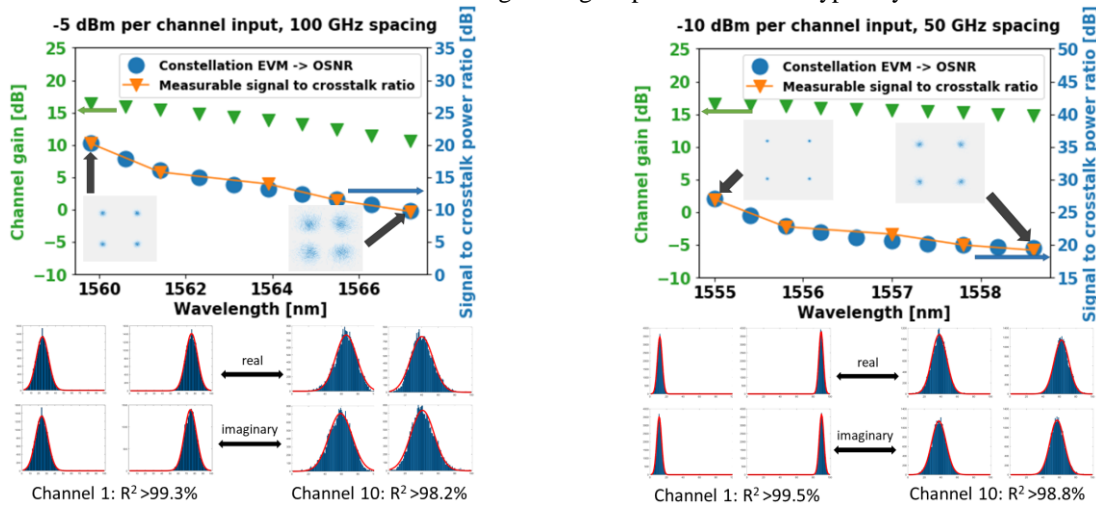 -5 dBm per channel input, 100 GHz spacing
25
20
15
10
5
0
−5
−10
Channel gain [dB]
Constellation EVM -> OSNR
Measurable signal to crosstalk ratio
35
30
25
20
15
10
5
0
Signal to crosstalk power ratio [dB]
1560
1562
1564
1566
Wavelength [nm]
real
imaginary
Channel 1: R² >99.3%
Channel 10: R² >98.2%
-10 dBm per channel input, 50 GHz spacing
25
20
15
10
5
0
−5
−10
Channel gain [dB]
Constellation EVM -> OSNR
Measurable signal to crosstalk ratio
50
45
40
35
30
25
20
15
Signal to crosstalk power ratio [dB]
1555
1556
1557
1558
Wavelength [nm]
real
imaginary
Channel 1: R² >99.5%
Channel 10: R² >98.8%